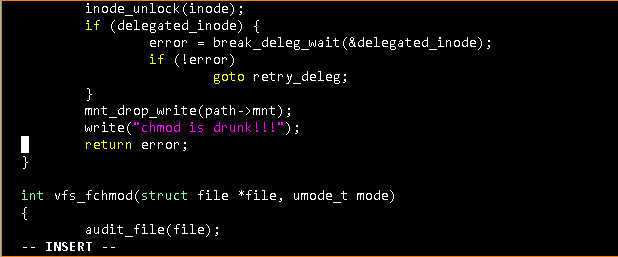 inode_unlock(inode);
if (delegated_inode) {
error = break_deleg_wait(&delegated_inode);
if (!error)
goto retry_deleg;
}
mnt_drop_write(path->mnt);
write("chmod is drunk!!!");
return error;
}
int vfs_fchmod(struct file *file, umode_t mode)
{
audit_file(file);
-- INSERT --